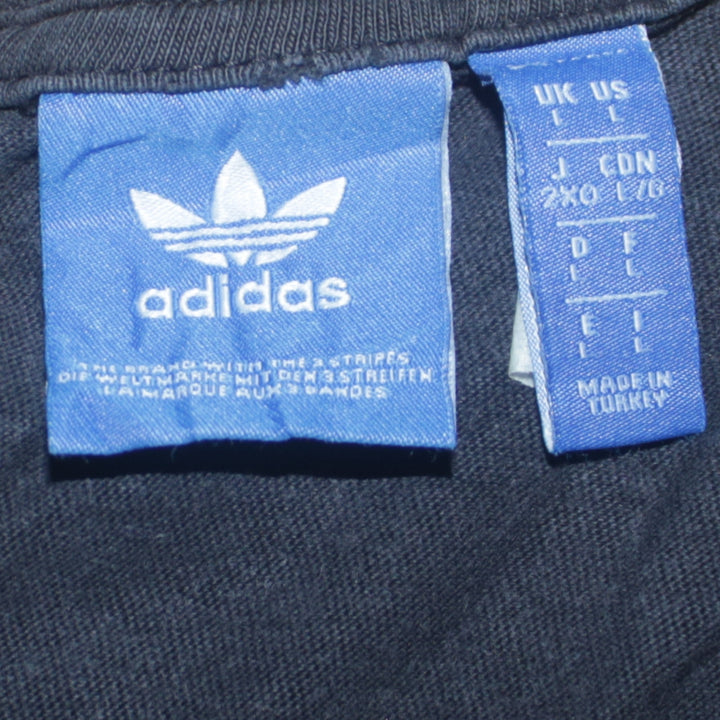 adidas
THE BRAND WITH THE 3 STRIPES
DIE WELTMARKE MIT DEN 3 STREIFEN
LA MARQUE AUX 3 BANDES
UK US
L L
J CDN
2XO L/G
D F
L L
E I
L L
MADE IN
TURKEY